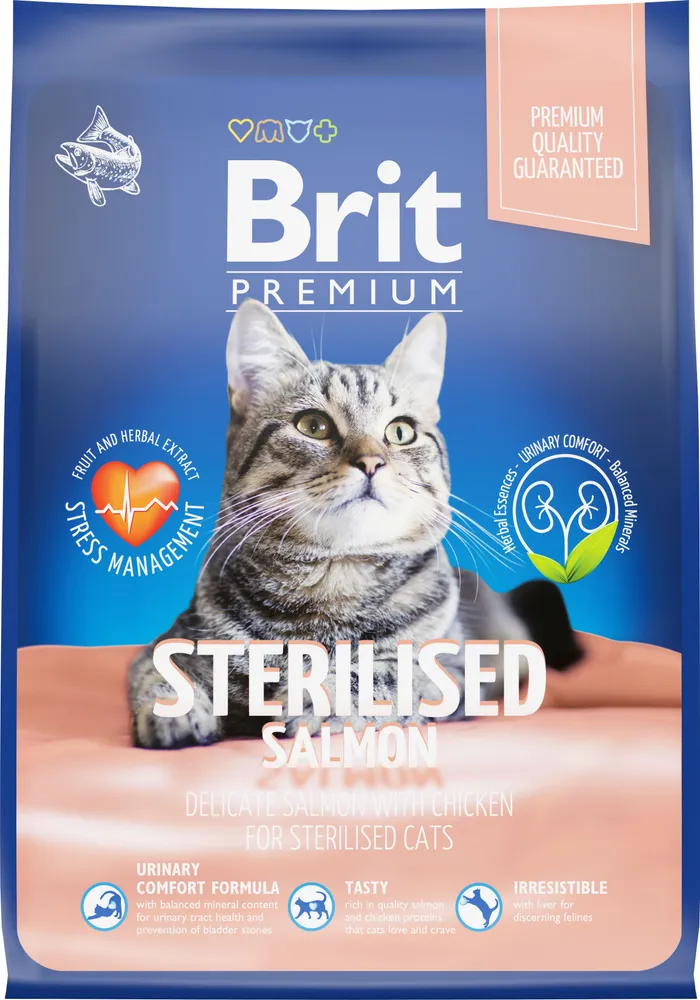 PREMIUM
QUALITY
GUARANTEED
Brit
PREMIUM
FRUIT AND HERBAL EXTRACT
STRESS MANAGEMENT
Herbal Essences - URINARY COMFORT - Balanced Minerals
STERILISED
SALMON
DELICATE SALMON WITH CHICKEN
FOR STERILISED CATS
URINARY
COMFORT FORMULA
with balanced mineral content
for urinary tract health and
prevention of bladder stones
TASTY
rich in quality salmon
and chicken proteins
that cats love and crave
IRRESISTIBLE
with liver for
discerning felines